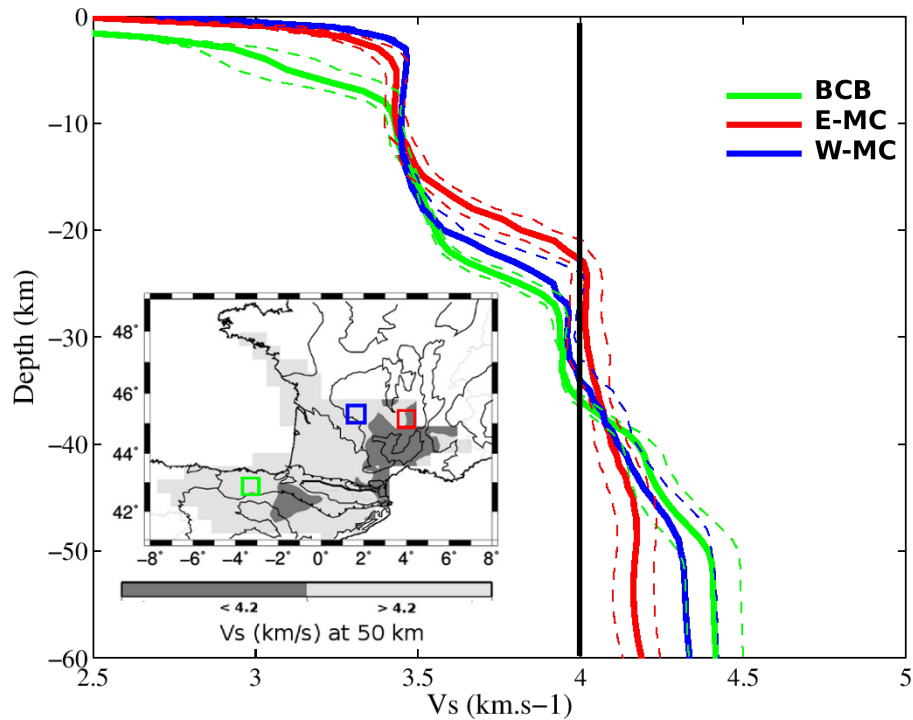 0
−10
−20
−30
−40
−50
−60
Depth (km)
BCB
E-MC
W-MC
48°
46°
44°
42°
−8° −6° −4° −2° 0° 2° 4° 6° 8°
< 4.2 > 4.2
Vs (km/s) at 50 km
2.5 3 3.5 4 4.5 5
Vs (km.s−1)